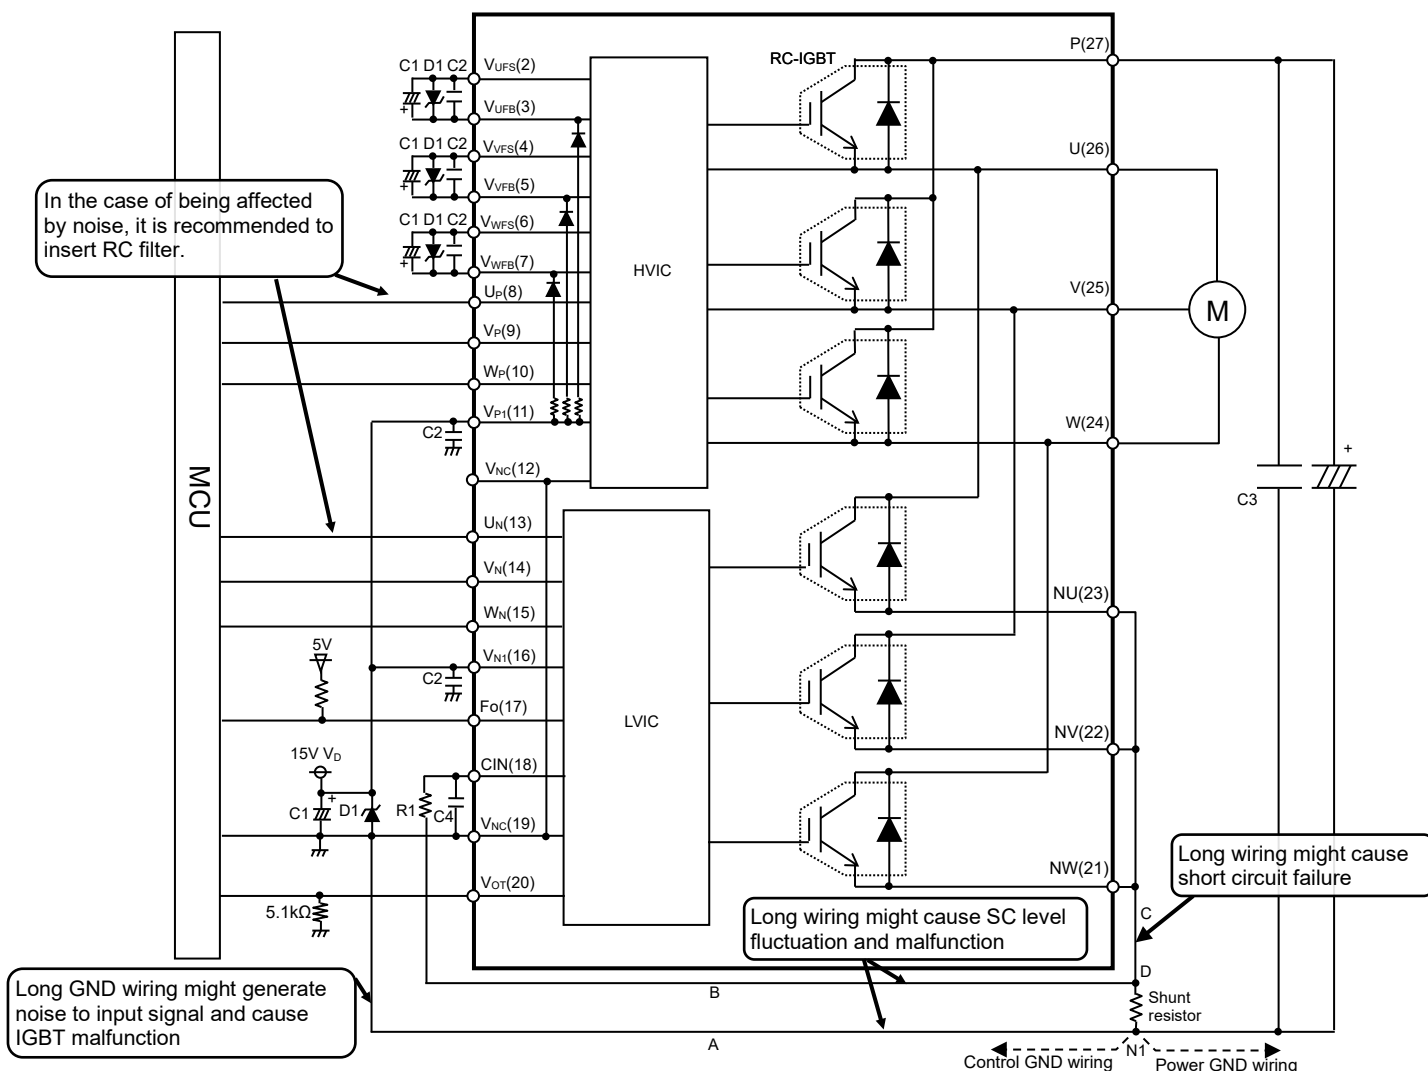 RC-IGBT
P(27)
C1 D1 C2
VUFS(2)
+
VUFB(3)
C1 D1 C2
VVFS(4)
U(26)
+
VVFB(5)
In the case of being affected
by noise, it is recommended to
insert RC filter.
C1 D1 C2
VWFS(6)
+
VWFB(7)
HVIC
UP(8)
V(25)
M
VP(9)
WP(10)
VP1(11)
C2
W(24)
VNC(12)
MCU
+
C3
UN(13)
VN(14)
NU(23)
WN(15)
5V
VN1(16)
C2
Fo(17)
LVIC
NV(22)
15V VD
CIN(18)
+
C1
D1
R1
C4
VNC(19)
NW(21)
Long wiring might cause
short circuit failure
VOT(20)
5.1kΩ
Long wiring might cause SC level
fluctuation and malfunction
C
D
Long GND wiring might generate
noise to input signal and cause
IGBT malfunction
B
Shunt
resistor
A
N1
Control GND wiring
Power GND wiring